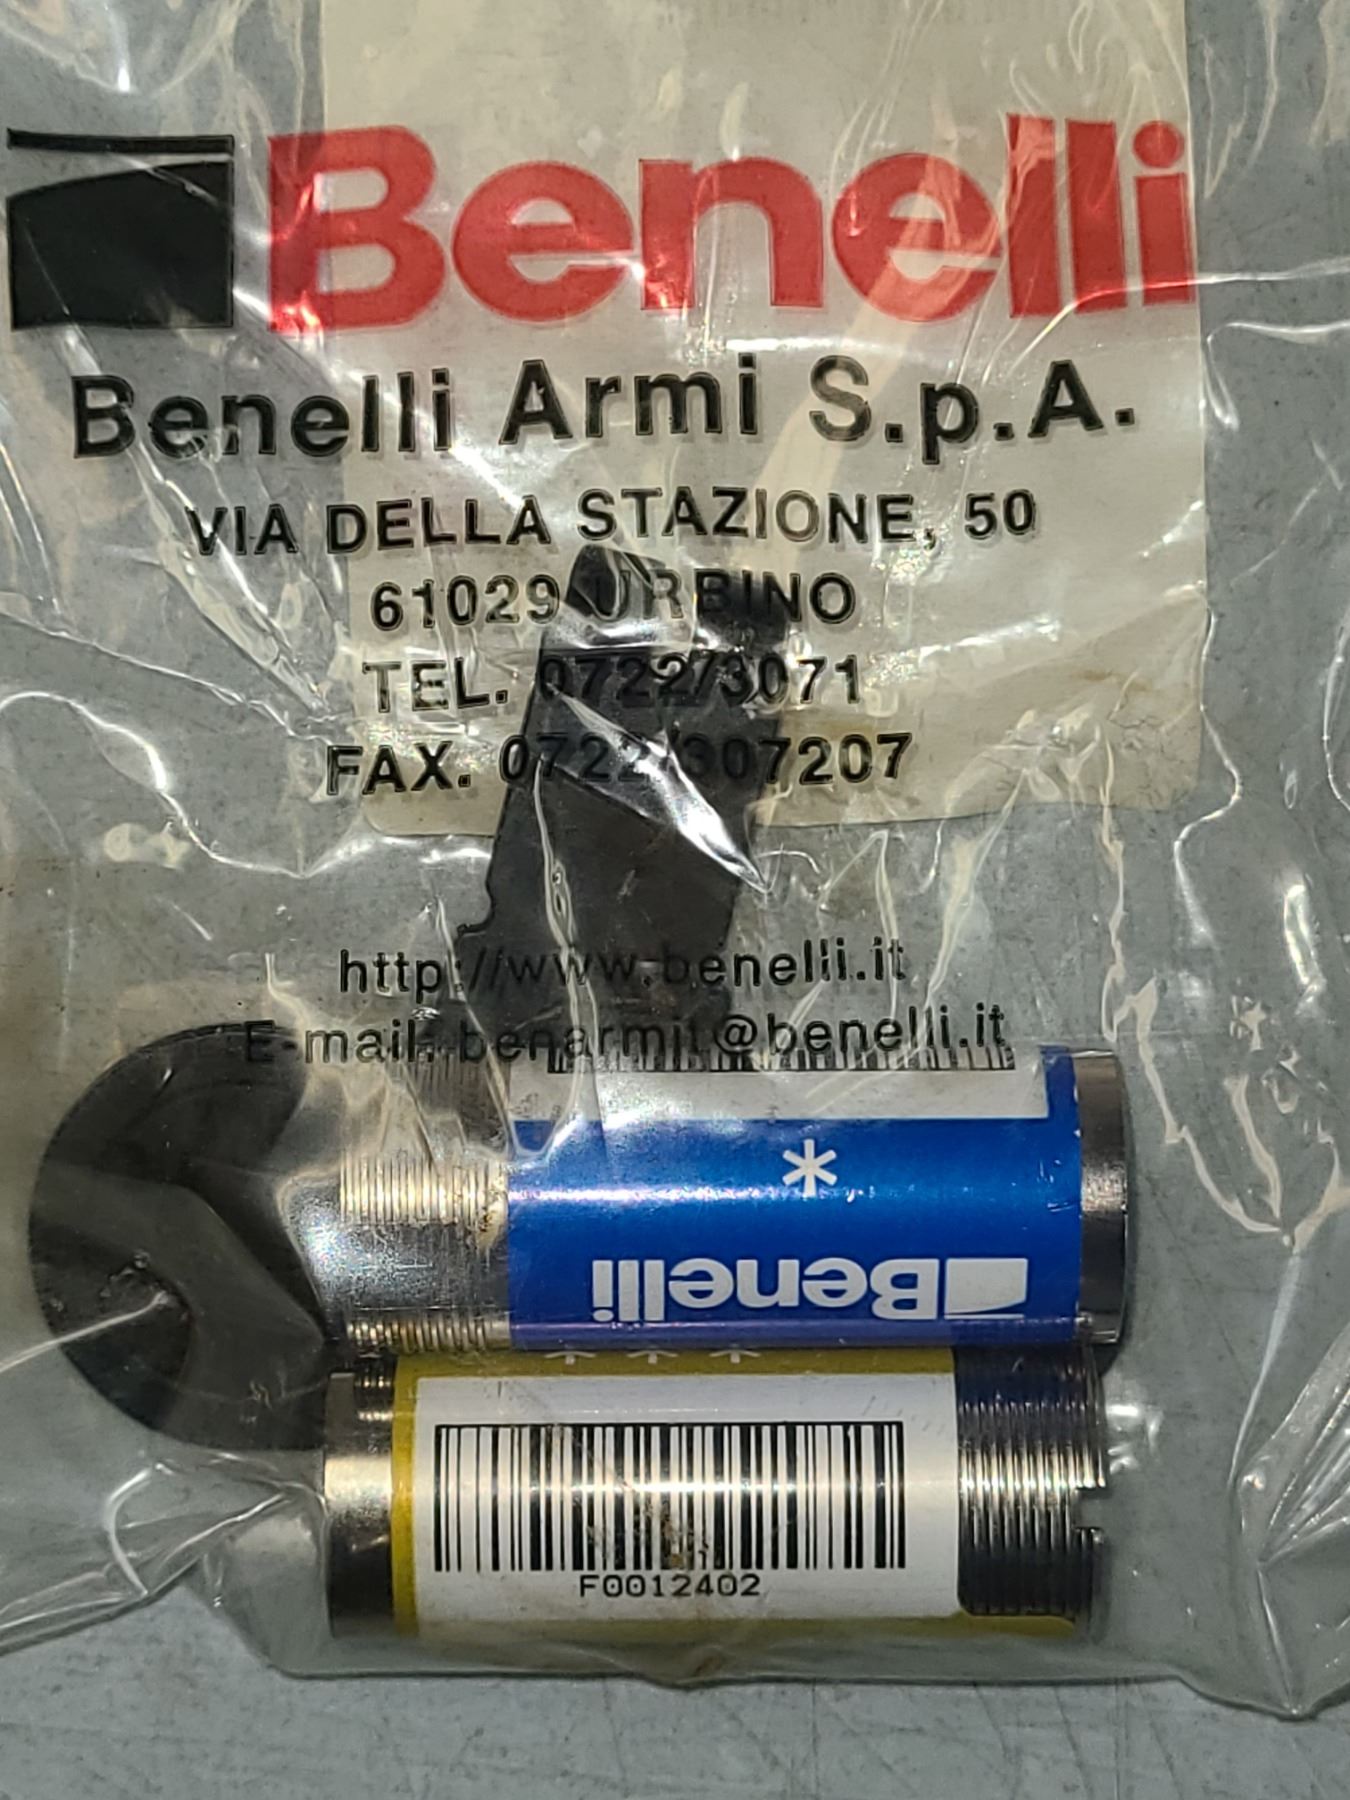 Benelli
Benelli Armi S.p.A.
VIA DELLA STAZIONE, 50
61029 URBINO
TEL. 0722/3071
FAX. 0722/307207
http://www.benelli.it
E-mail: benarmit@benelli.it
*
Benelli
***
F0012402